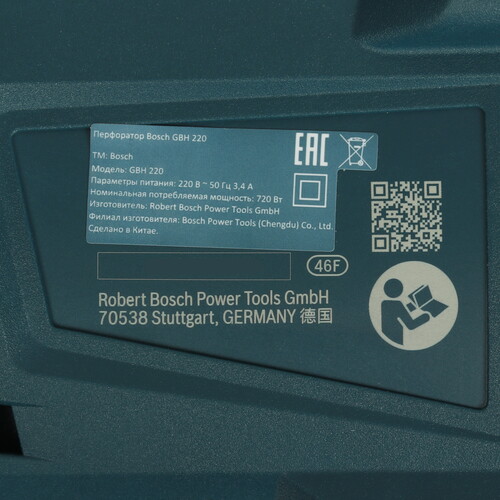 Перфоратор Bosch GBH 220
ТМ: Bosch
Модель: GBH 220
Параметры питания: 220 В ~ 50 Гц 3,4 А
Номинальная потребляемая мощность: 720 Вт
Изготовитель: Robert Bosch Power Tools GmbH
Филиал изготовителя: Bosch Power Tools (Chengdu) Co., Ltd.
Сделано в Китае.
EAC
46F
Robert Bosch Power Tools GmbH
70538 Stuttgart, GERMANY 德国